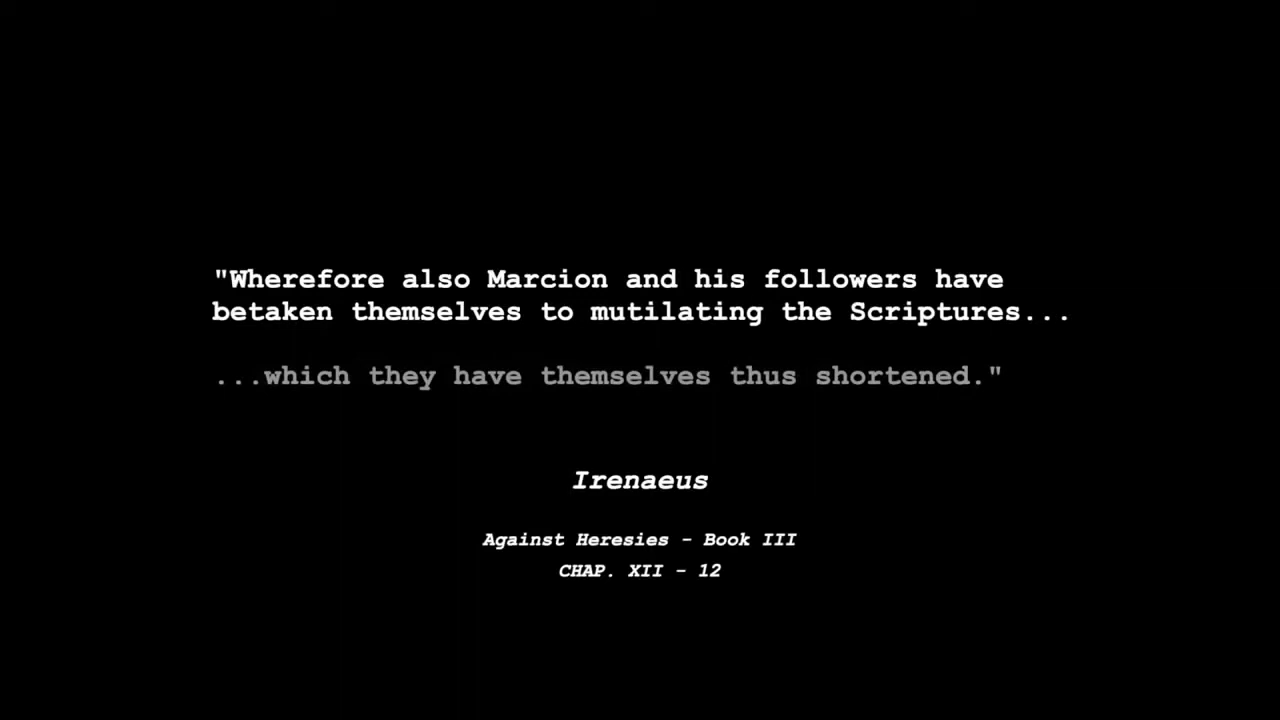 "Wherefore also Marcion and his followers have
betaken themselves to mutilating the Scriptures...
...which they have themselves thus shortened."
Irenaeus
Against Heresies - Book III
CHAP. XII - 12